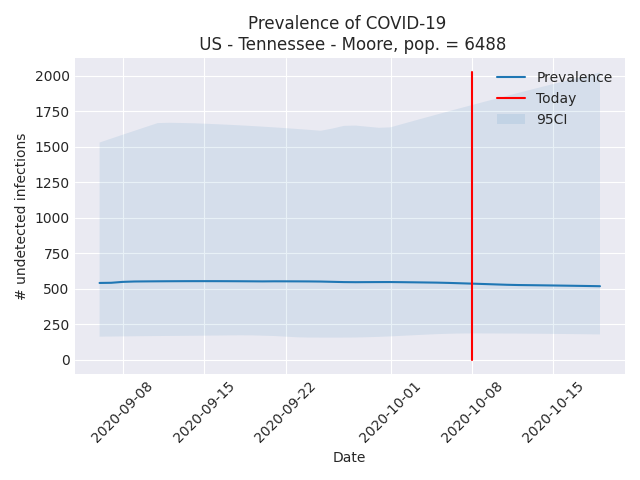 Prevalence of COVID-19
US - Tennessee - Moore, pop. = 6488
2000
1750
1500
1250
1000
750
500
250
0
# undetected infections
Prevalence
Today
95CI
2020-09-08
2020-09-15
2020-09-22
2020-10-01
2020-10-08
2020-10-15
Date